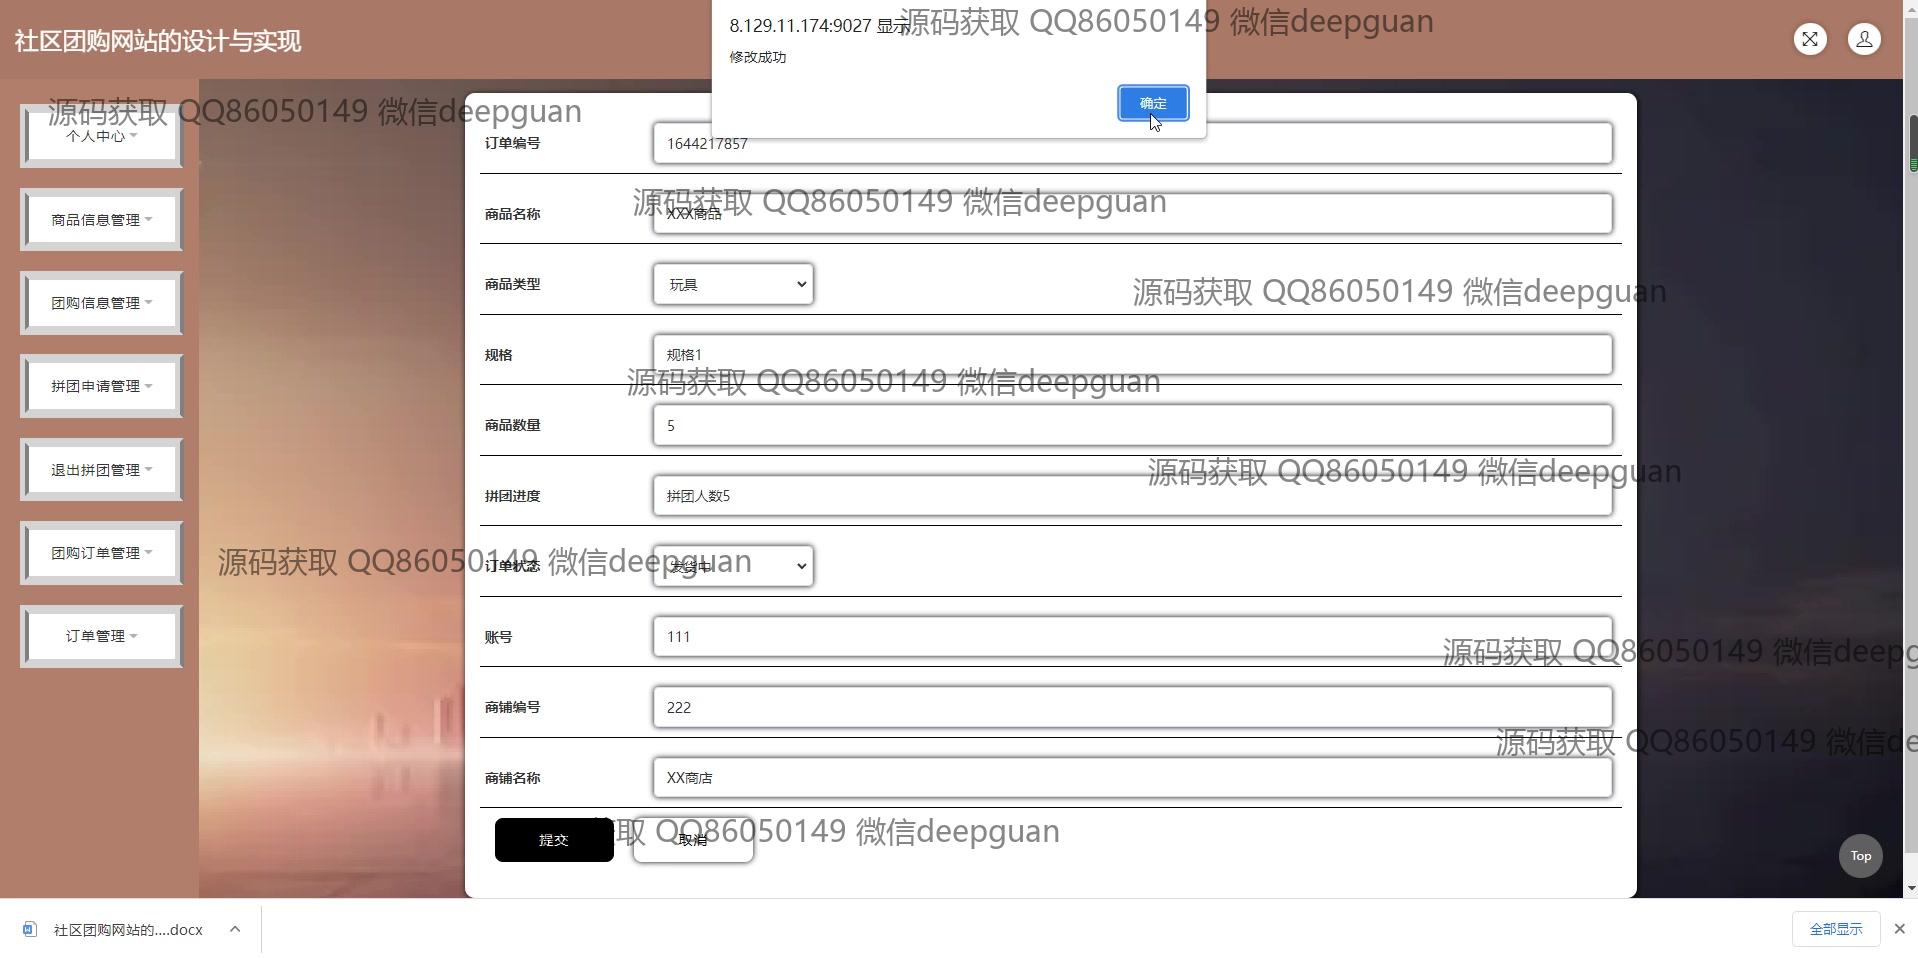 社区团购网站的设计与实现
8.129.11.174:9027 显示
修改成功
确定
源码获取 QQ86050149 微信deepguan
源码获取 QQ86050149 微信deepguan
个人中心
商品信息管理
团购信息管理
拼团申请管理
退出拼团管理
团购订单管理
订单管理
订单编号 1644217857
源码获取 QQ86050149 微信deepguan
商品名称 XXX商品
商品类型 玩具
源码获取 QQ86050149 微信deepguan
规格 规格1
源码获取 QQ86050149 微信deepguan
商品数量 5
源码获取 QQ86050149 微信deepguan
拼团进度 拼团人数5
源码获取 QQ86050149 微信deepguan
订单状态 发货中
账号 111
源码获取 QQ86050149 微信deepg
商铺编号 222
源码获取 QQ86050149 微信de
商铺名称 XX商店
取 QQ86050149 微信deepguan
提交 取消
Top
社区团购网站的....docx
全部显示